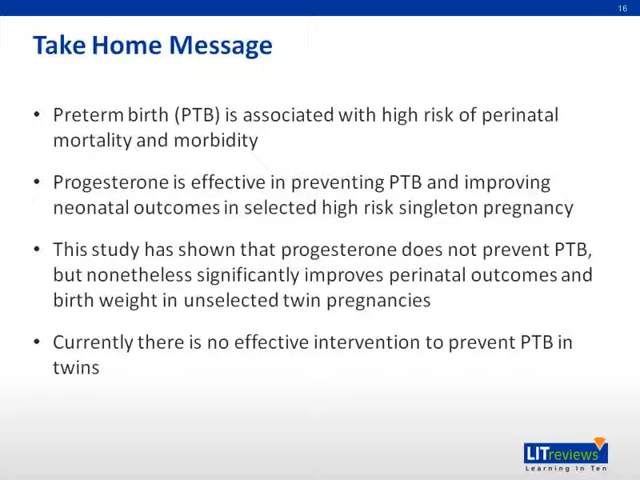 16
Take Home Message
• Preterm birth (PTB) is associated with high risk of perinatal
mortality and morbidity
• Progesterone is effective in preventing PTB and improving
neonatal outcomes in selected high risk singleton pregnancy
• This study has shown that progesterone does not prevent PTB,
but nonetheless significantly improves perinatal outcomes and
birth weight in unselected twin pregnancies
• Currently there is no effective intervention to prevent PTB in
twins
LITreviews
Learning In Ten